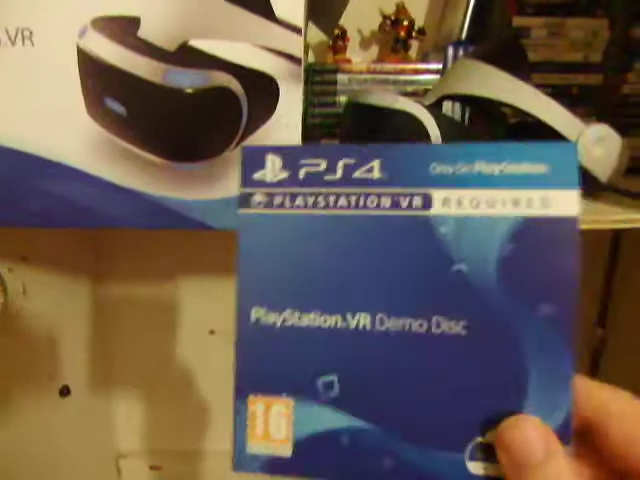 VR
PS4
Only On PlayStation
PLAYSTATION VR REQUIRED
PlayStation VR Demo Disc
16